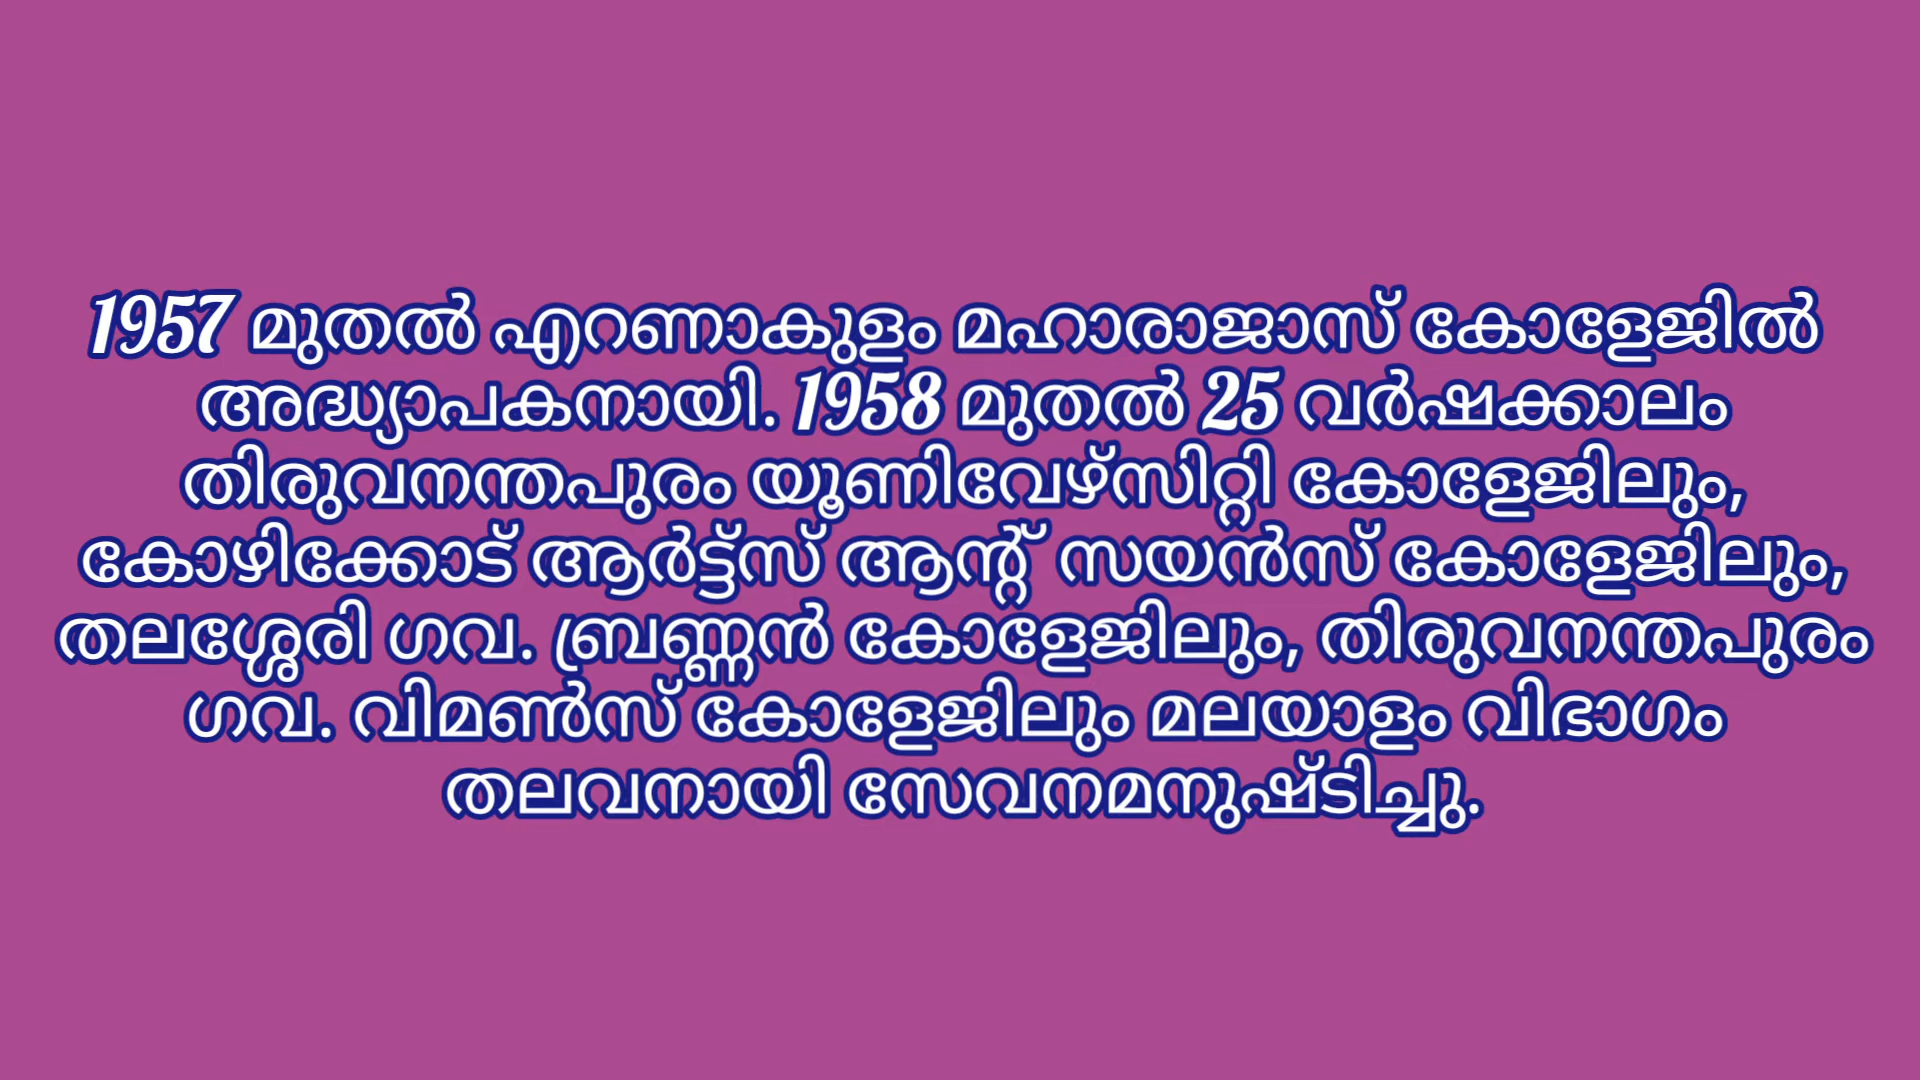 1957 മുതൽ എറണാകുളം മഹാരാജാസ് കോളേജിൽ
അദ്ധ്യാപകനായി. 1958 മുതൽ 25 വർഷക്കാലം
തിരുവനന്തപുരം യൂണിവേഴ്സിറ്റി കോളേജിലും,
കോഴിക്കോട് ആർട്ട്സ് ആന്റ് സയൻസ് കോളേജിലും,
തലശ്ശേരി ഗവ. ബ്രണ്ണൻ കോളേജിലും, തിരുവനന്തപുരം
ഗവ. വിമൺസ് കോളേജിലും മലയാളം വിഭാഗം
തലവനായി സേവനമനുഷ്ടിച്ചു.